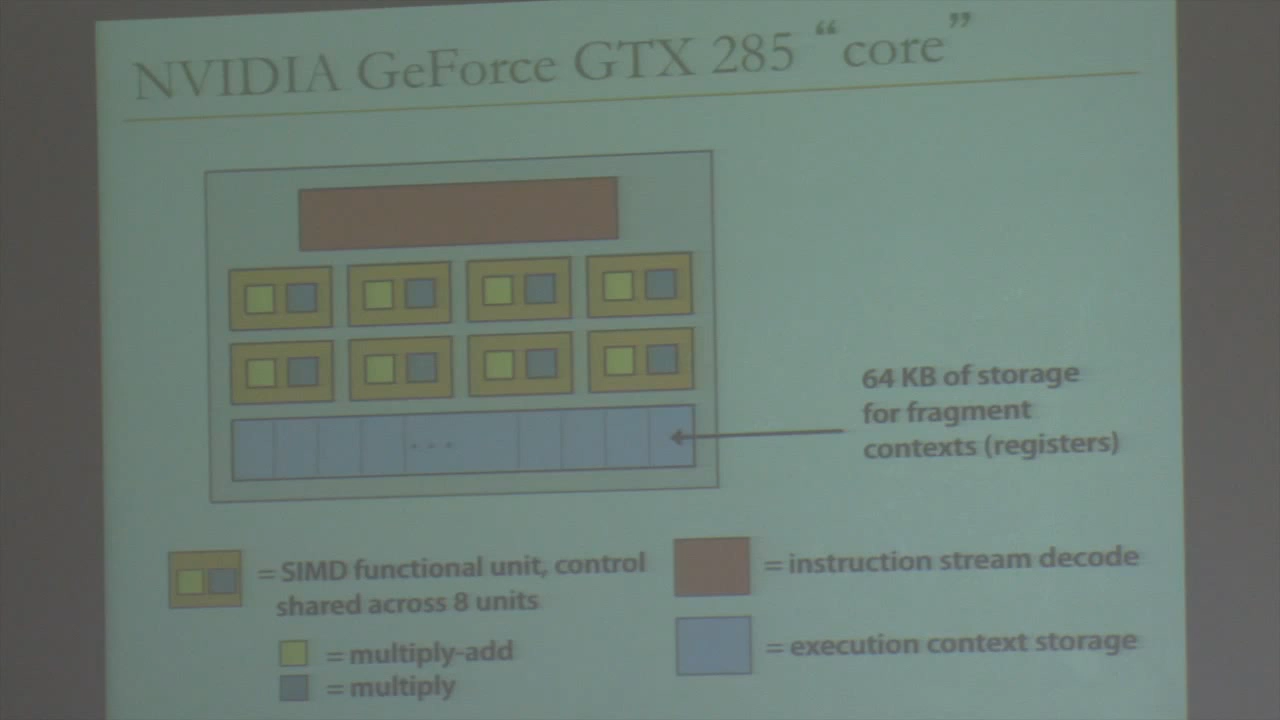 NVIDIA GeForce GTX 285 “core”
. . .
64 KB of storage
for fragment
contexts (registers)
= SIMD functional unit, control
shared across 8 units
= multiply-add
= multiply
= instruction stream decode
= execution context storage